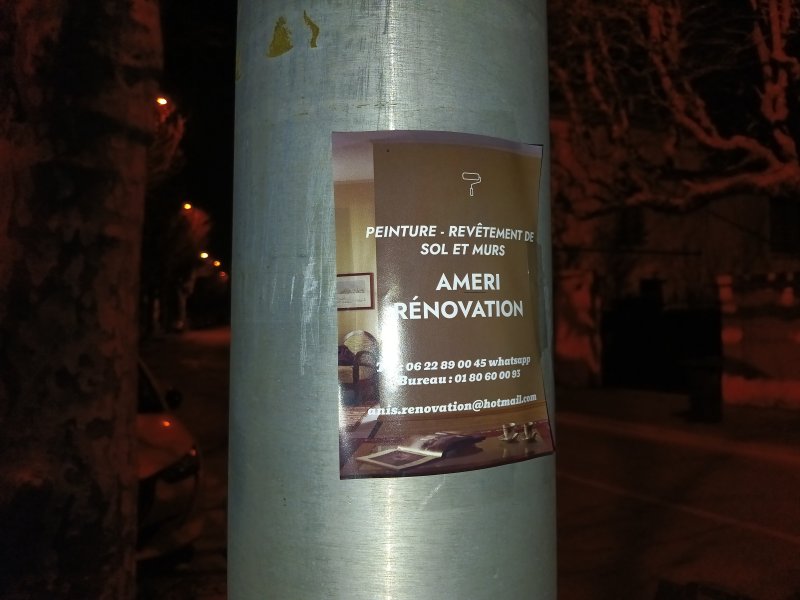 PEINTURE - REVÊTEMENT DE
SOL ET MURS
AMERI
RÉNOVATION
: 06 22 89 00 45 whatsapp
Bureau : 01 80 60 00 93
anis.renovation@hotmail.com